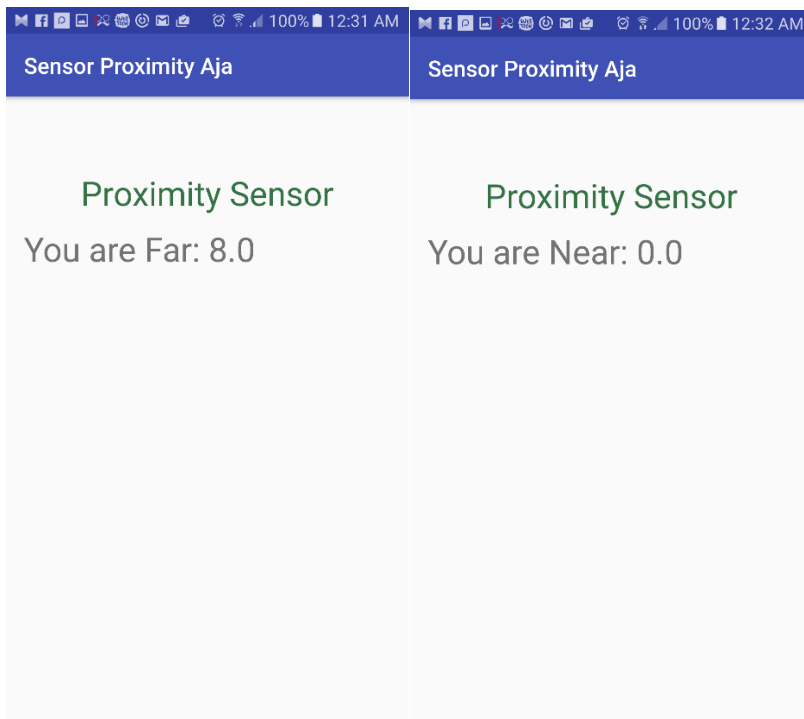 100% 12:31 AM
Sensor Proximity Aja
Proximity Sensor
You are Far: 8.0
100% 12:32 AM
Sensor Proximity Aja
Proximity Sensor
You are Near: 0.0